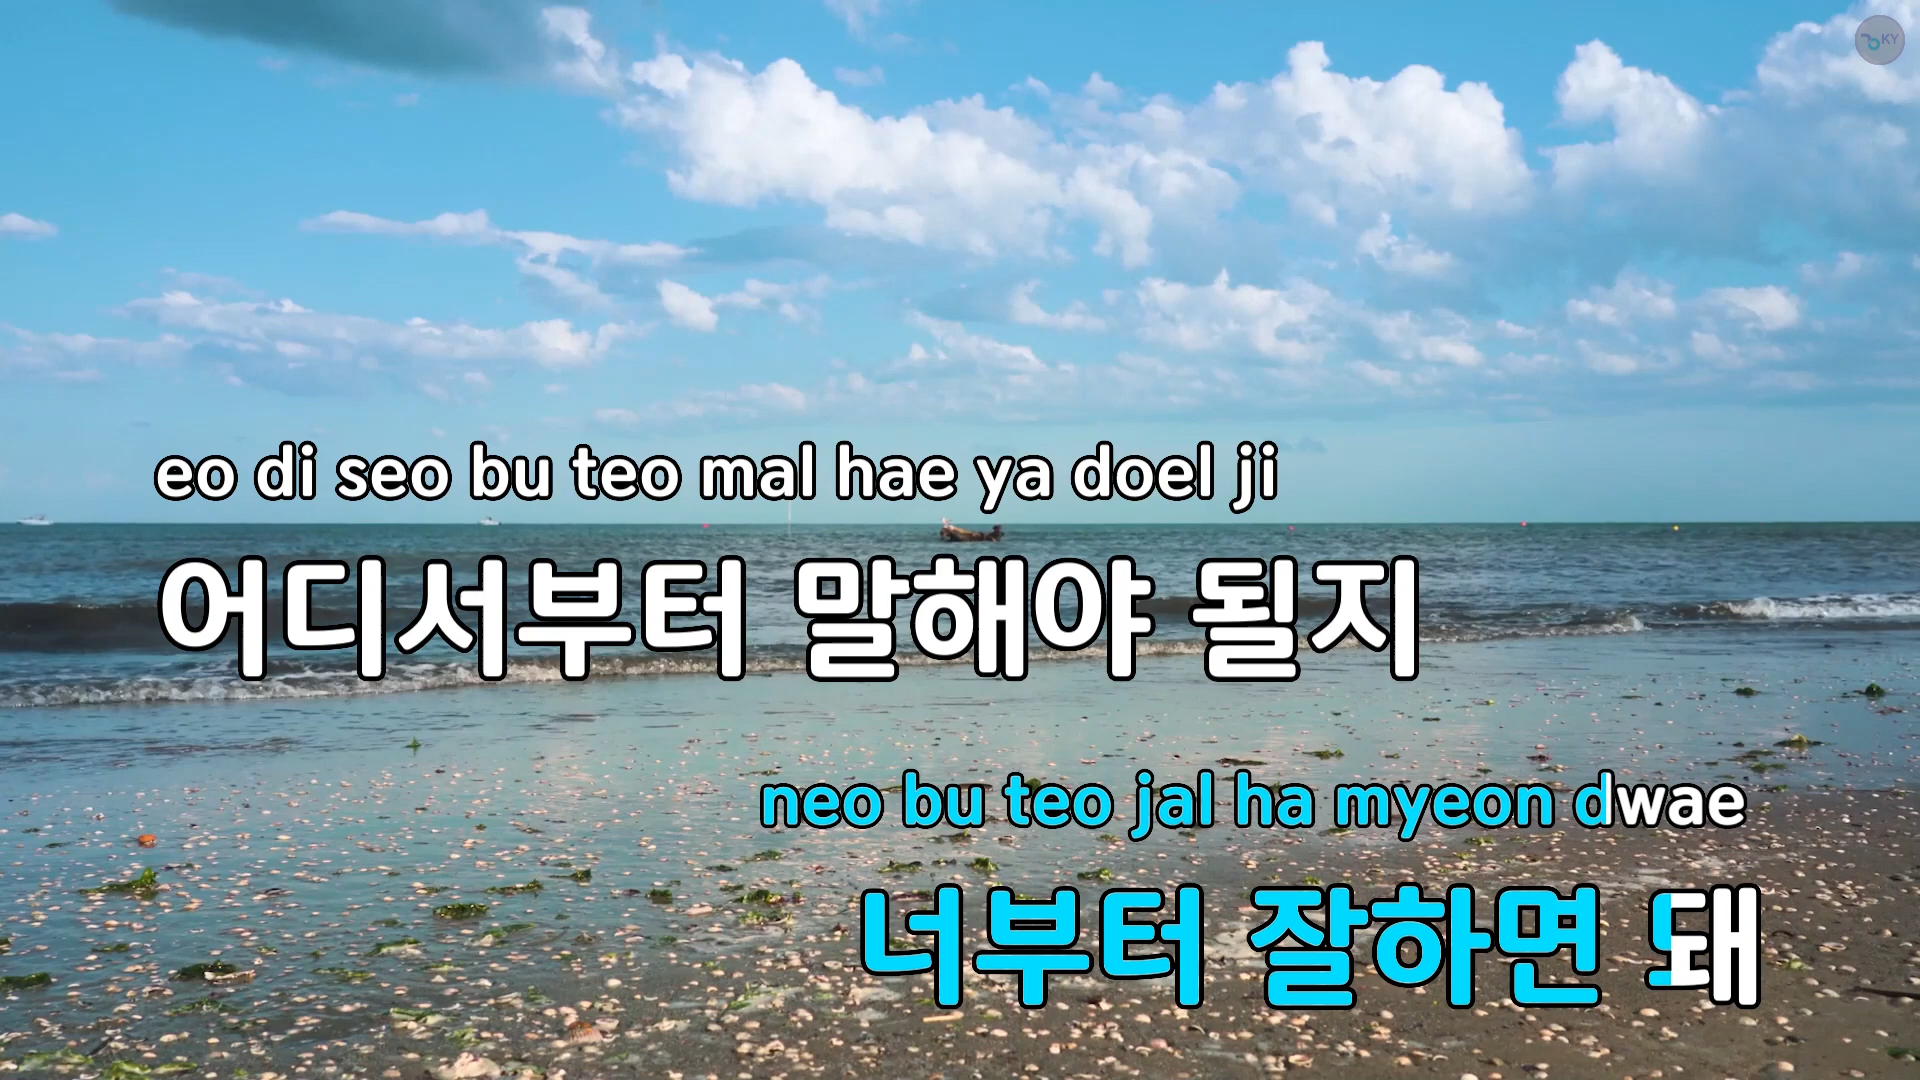 KY
eo di seo bu teo mal hae ya doel ji
어디서부터 말해야 될지
neo bu teo jal ha myeon dwae
너부터 잘하면 돼